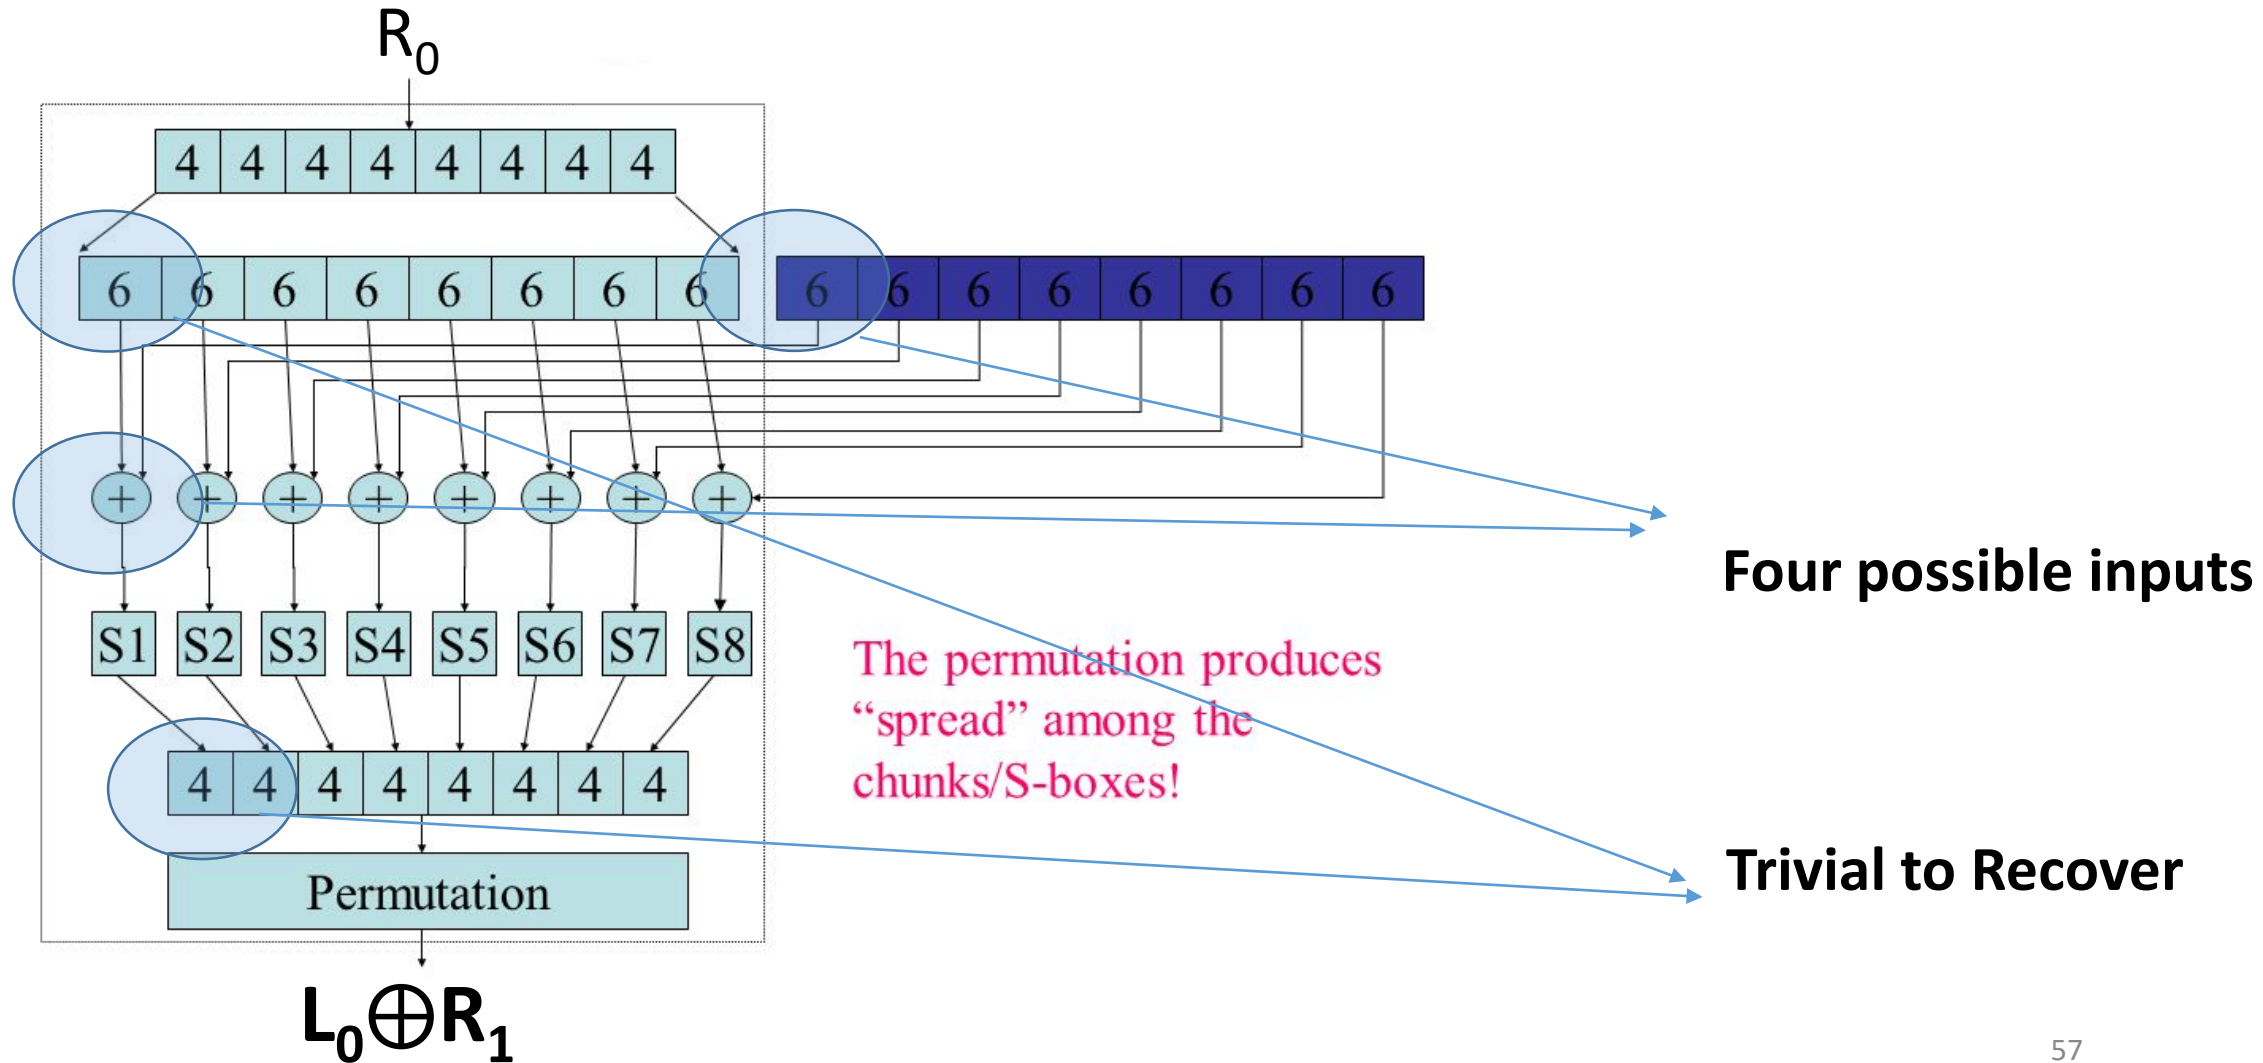 R₀
4 4 4 4 4 4 4 4
6 6 6 6 6 6 6 6 6 6 6 6 6 6 6 6
+ + + + + + + +
Four possible inputs
S1 S2 S3 S4 S5 S6 S7 S8
The permutation produces
“spread” among the
chunks/S-boxes!
4 4 4 4 4 4 4 4
Trivial to Recover
Permutation
L₀⊕R₁
57